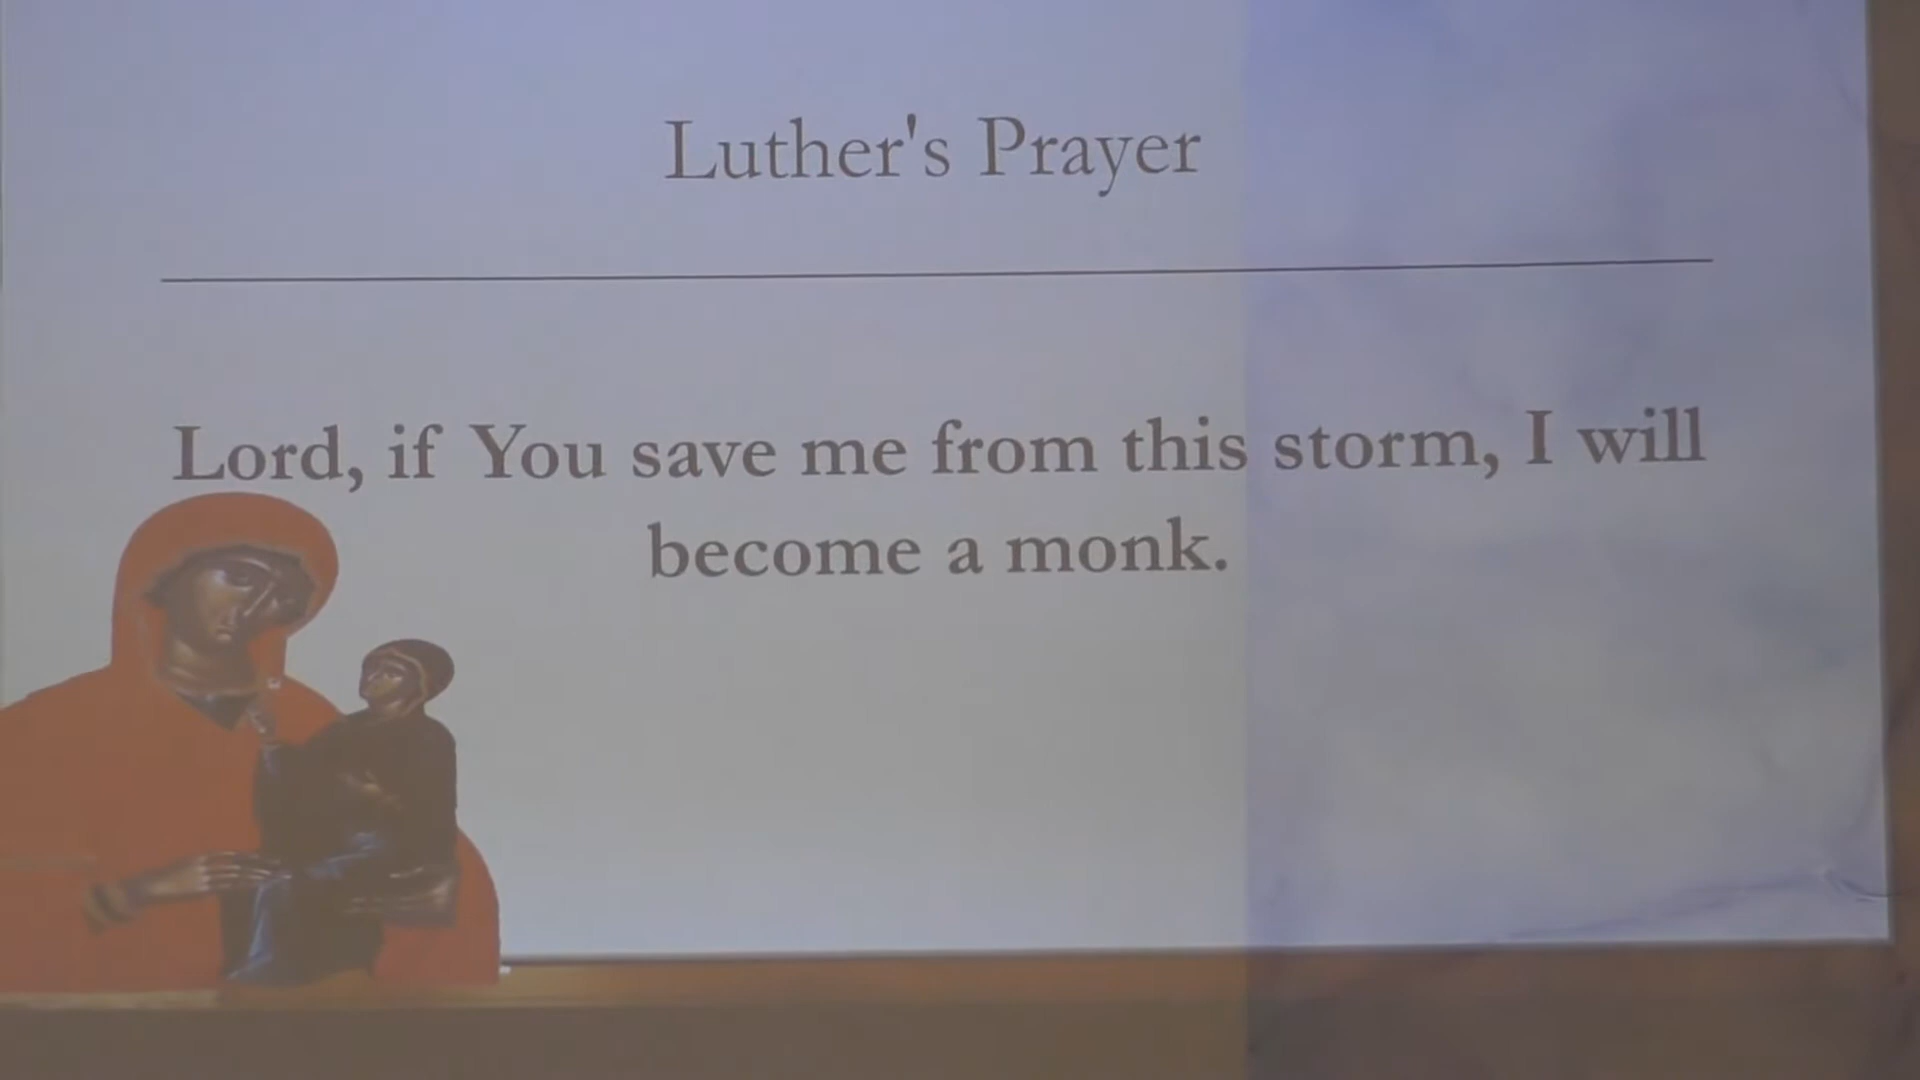 Luther's Prayer
Lord, if You save me from this storm, I will
become a monk.